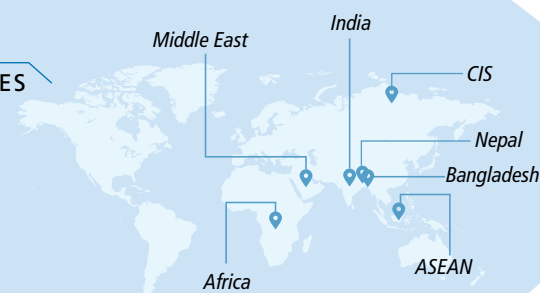 India
Middle East
CIS
ES
Nepal
Bangladesh
ASEAN
Africa